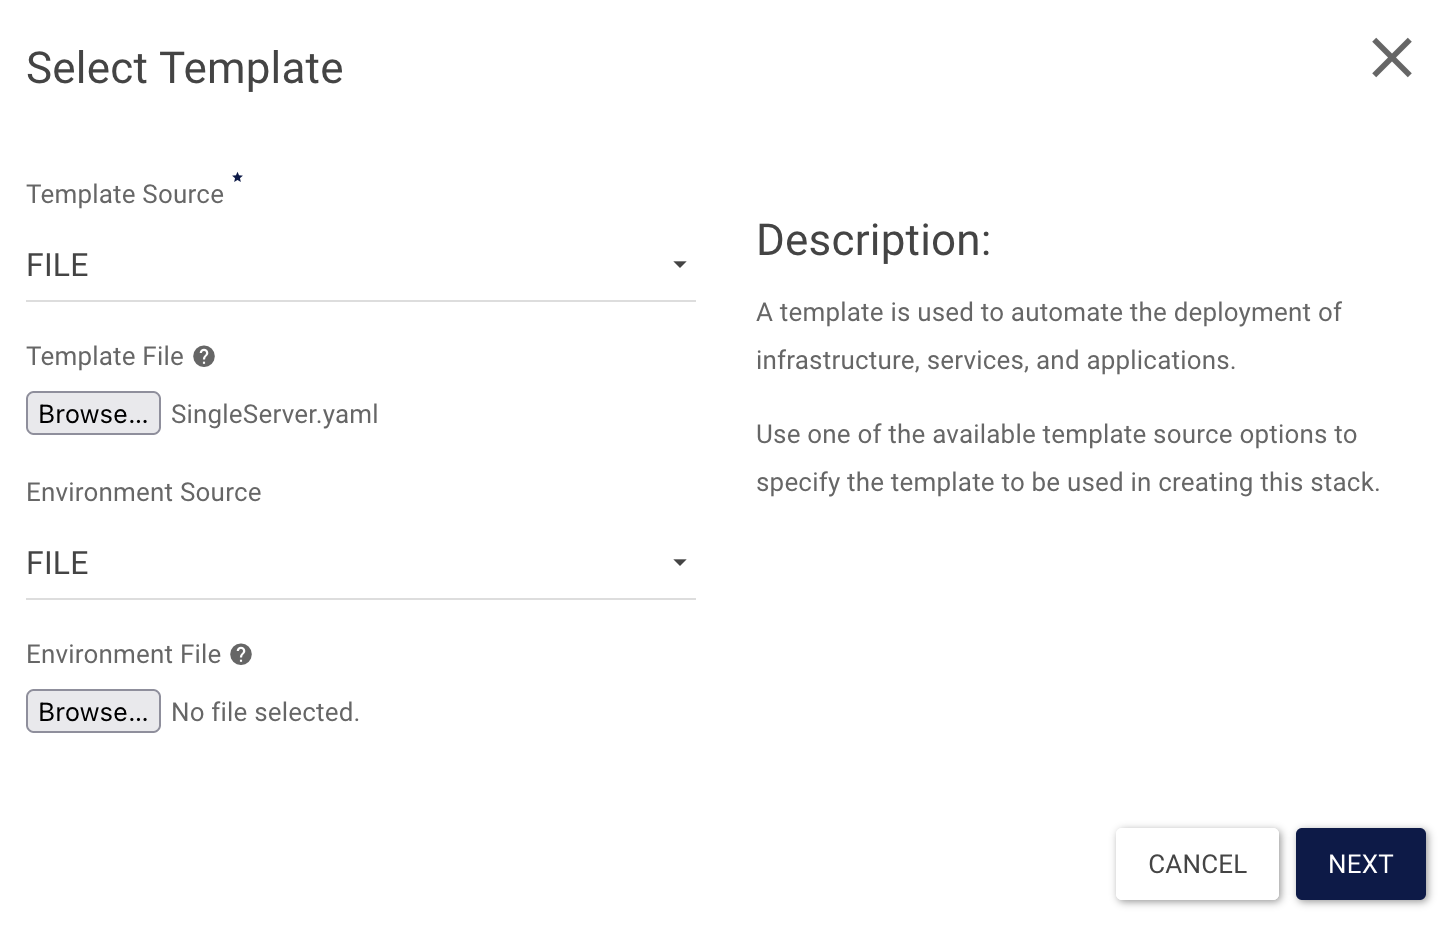 Select Template
Template Source
FILE
Template File
Browse...
SingleServer.yaml
Environment Source
FILE
Environment File
Browse...
No file selected.
Description:
A template is used to automate the deployment of
infrastructure, services, and applications.
Use one of the available template source options to
specify the template to be used in creating this stack.
CANCEL
NEXT